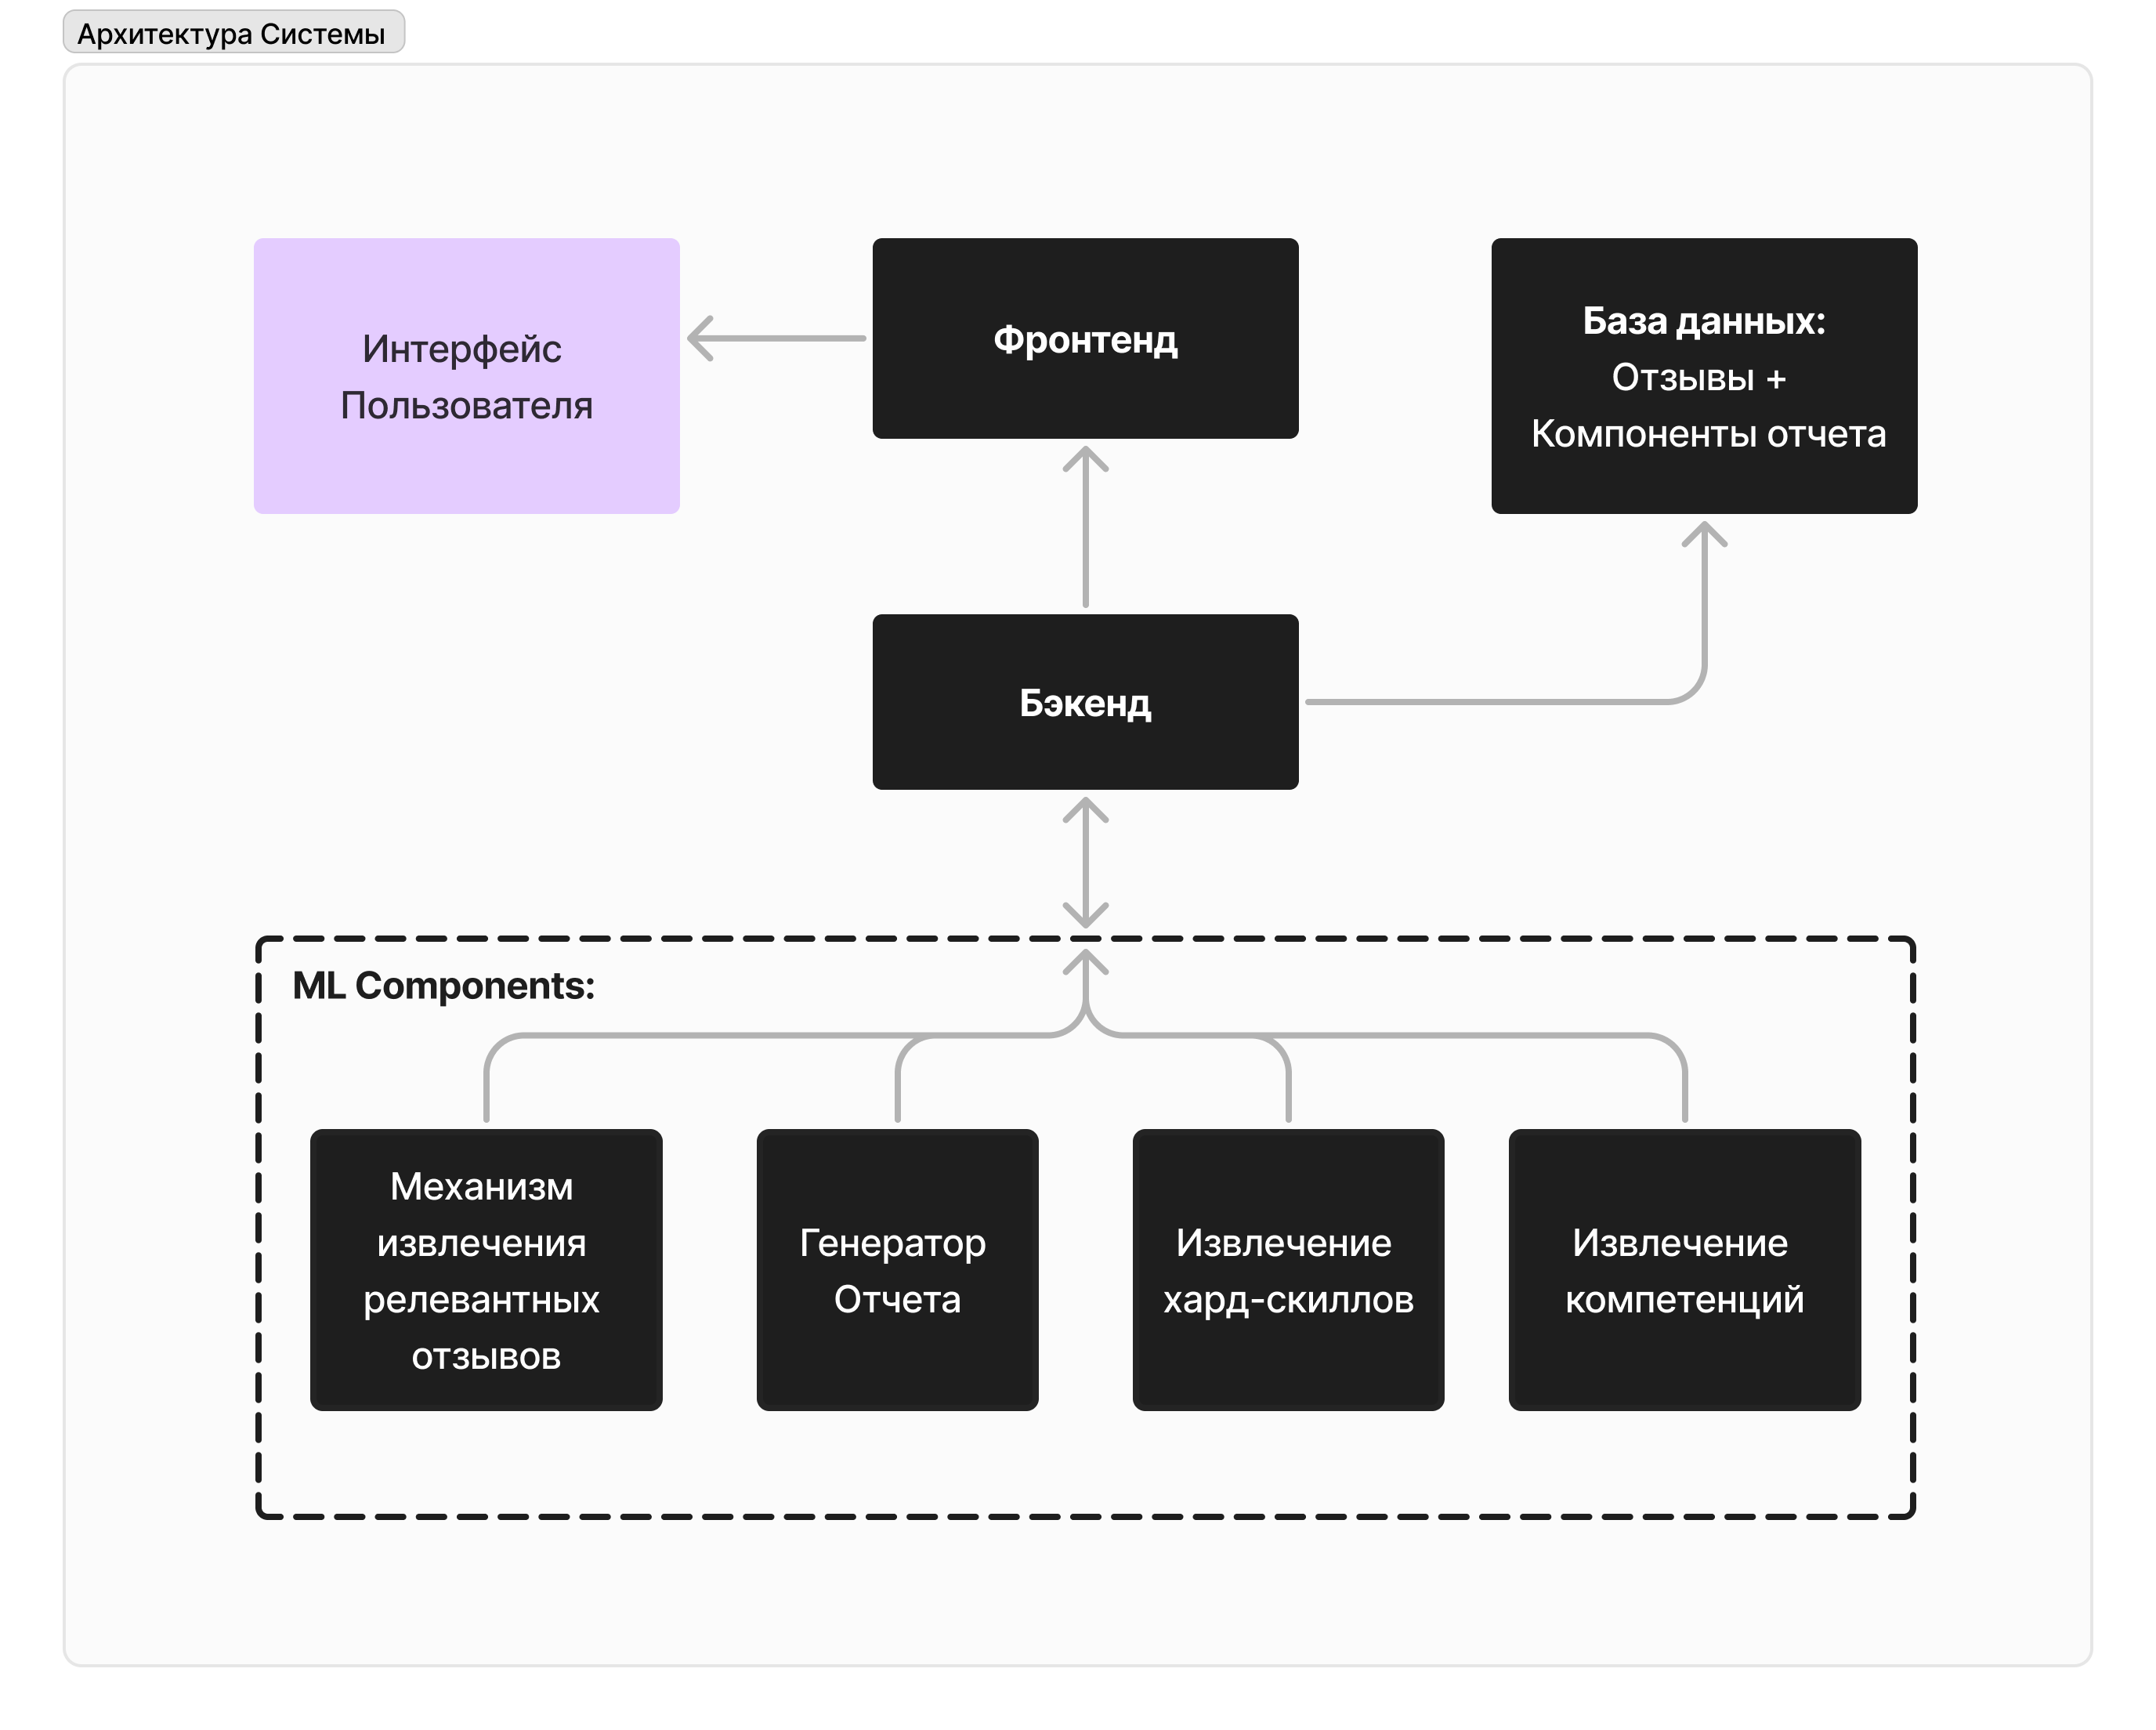 Архитектура Системы
Интерфейс
Пользователя
Фронтенд
База данных:
Отзывы +
Компоненты отчета
Бэкенд
ML Components:
Механизм
извлечения
релевантных
отзывов
Генератор
Отчета
Извлечение
хард-скиллов
Извлечение
компетенций